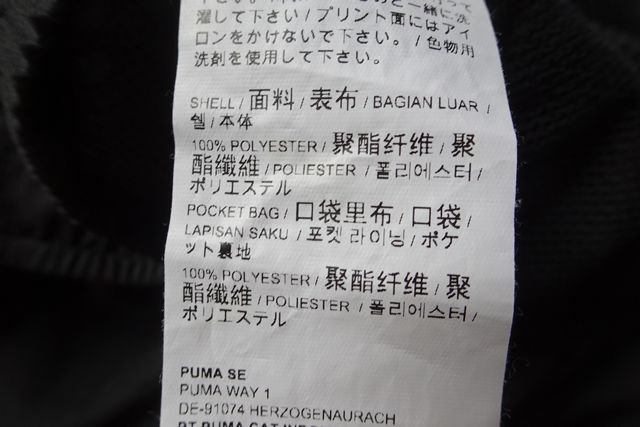 濯して下さい / プリント面にはアイ
ロンをかけないで下さい。 / 色物用
洗剤を使用して下さい。
SHELL / 面料 / 表布 / BAGIAN LUAR /
쉘 / 本体
100% POLYESTER / 聚酯纤维 / 聚
酯纖維 / POLIESTER / 폴리에스터 /
ポリエステル
POCKET BAG / 口袋里布 / 口袋 /
LAPISAN SAKU / 포켓 라이닝 / ポケ
ット裏地
100% POLYESTER / 聚酯纤维 / 聚
酯纖維 / POLIESTER / 폴리에스터 /
ポリエステル
PUMA SE
PUMA WAY 1
DE-91074 HERZOGENAURACH